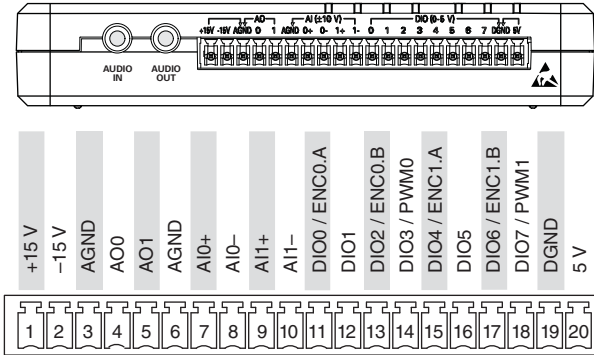 AO AI (±10 V) DIO (0-5 V)
+15V -15V AGND 0 1 AGND 0+ 0- 1+ 1- 0 1 2 3 4 5 6 7 DGND 5V
AUDIO IN
AUDIO OUT
+15 V
–15 V
AGND
AO0
AO1
AGND
AI0+
AI0–
AI1+
AI1–
DIO0 / ENC0.A
DIO1
DIO2 / ENC0.B
DIO3 / PWM0
DIO4 / ENC1.A
DIO5
DIO6 / ENC1.B
DIO7 / PWM1
DGND
5 V
1 2 3 4 5 6 7 8 9 10 11 12 13 14 15 16 17 18 19 20